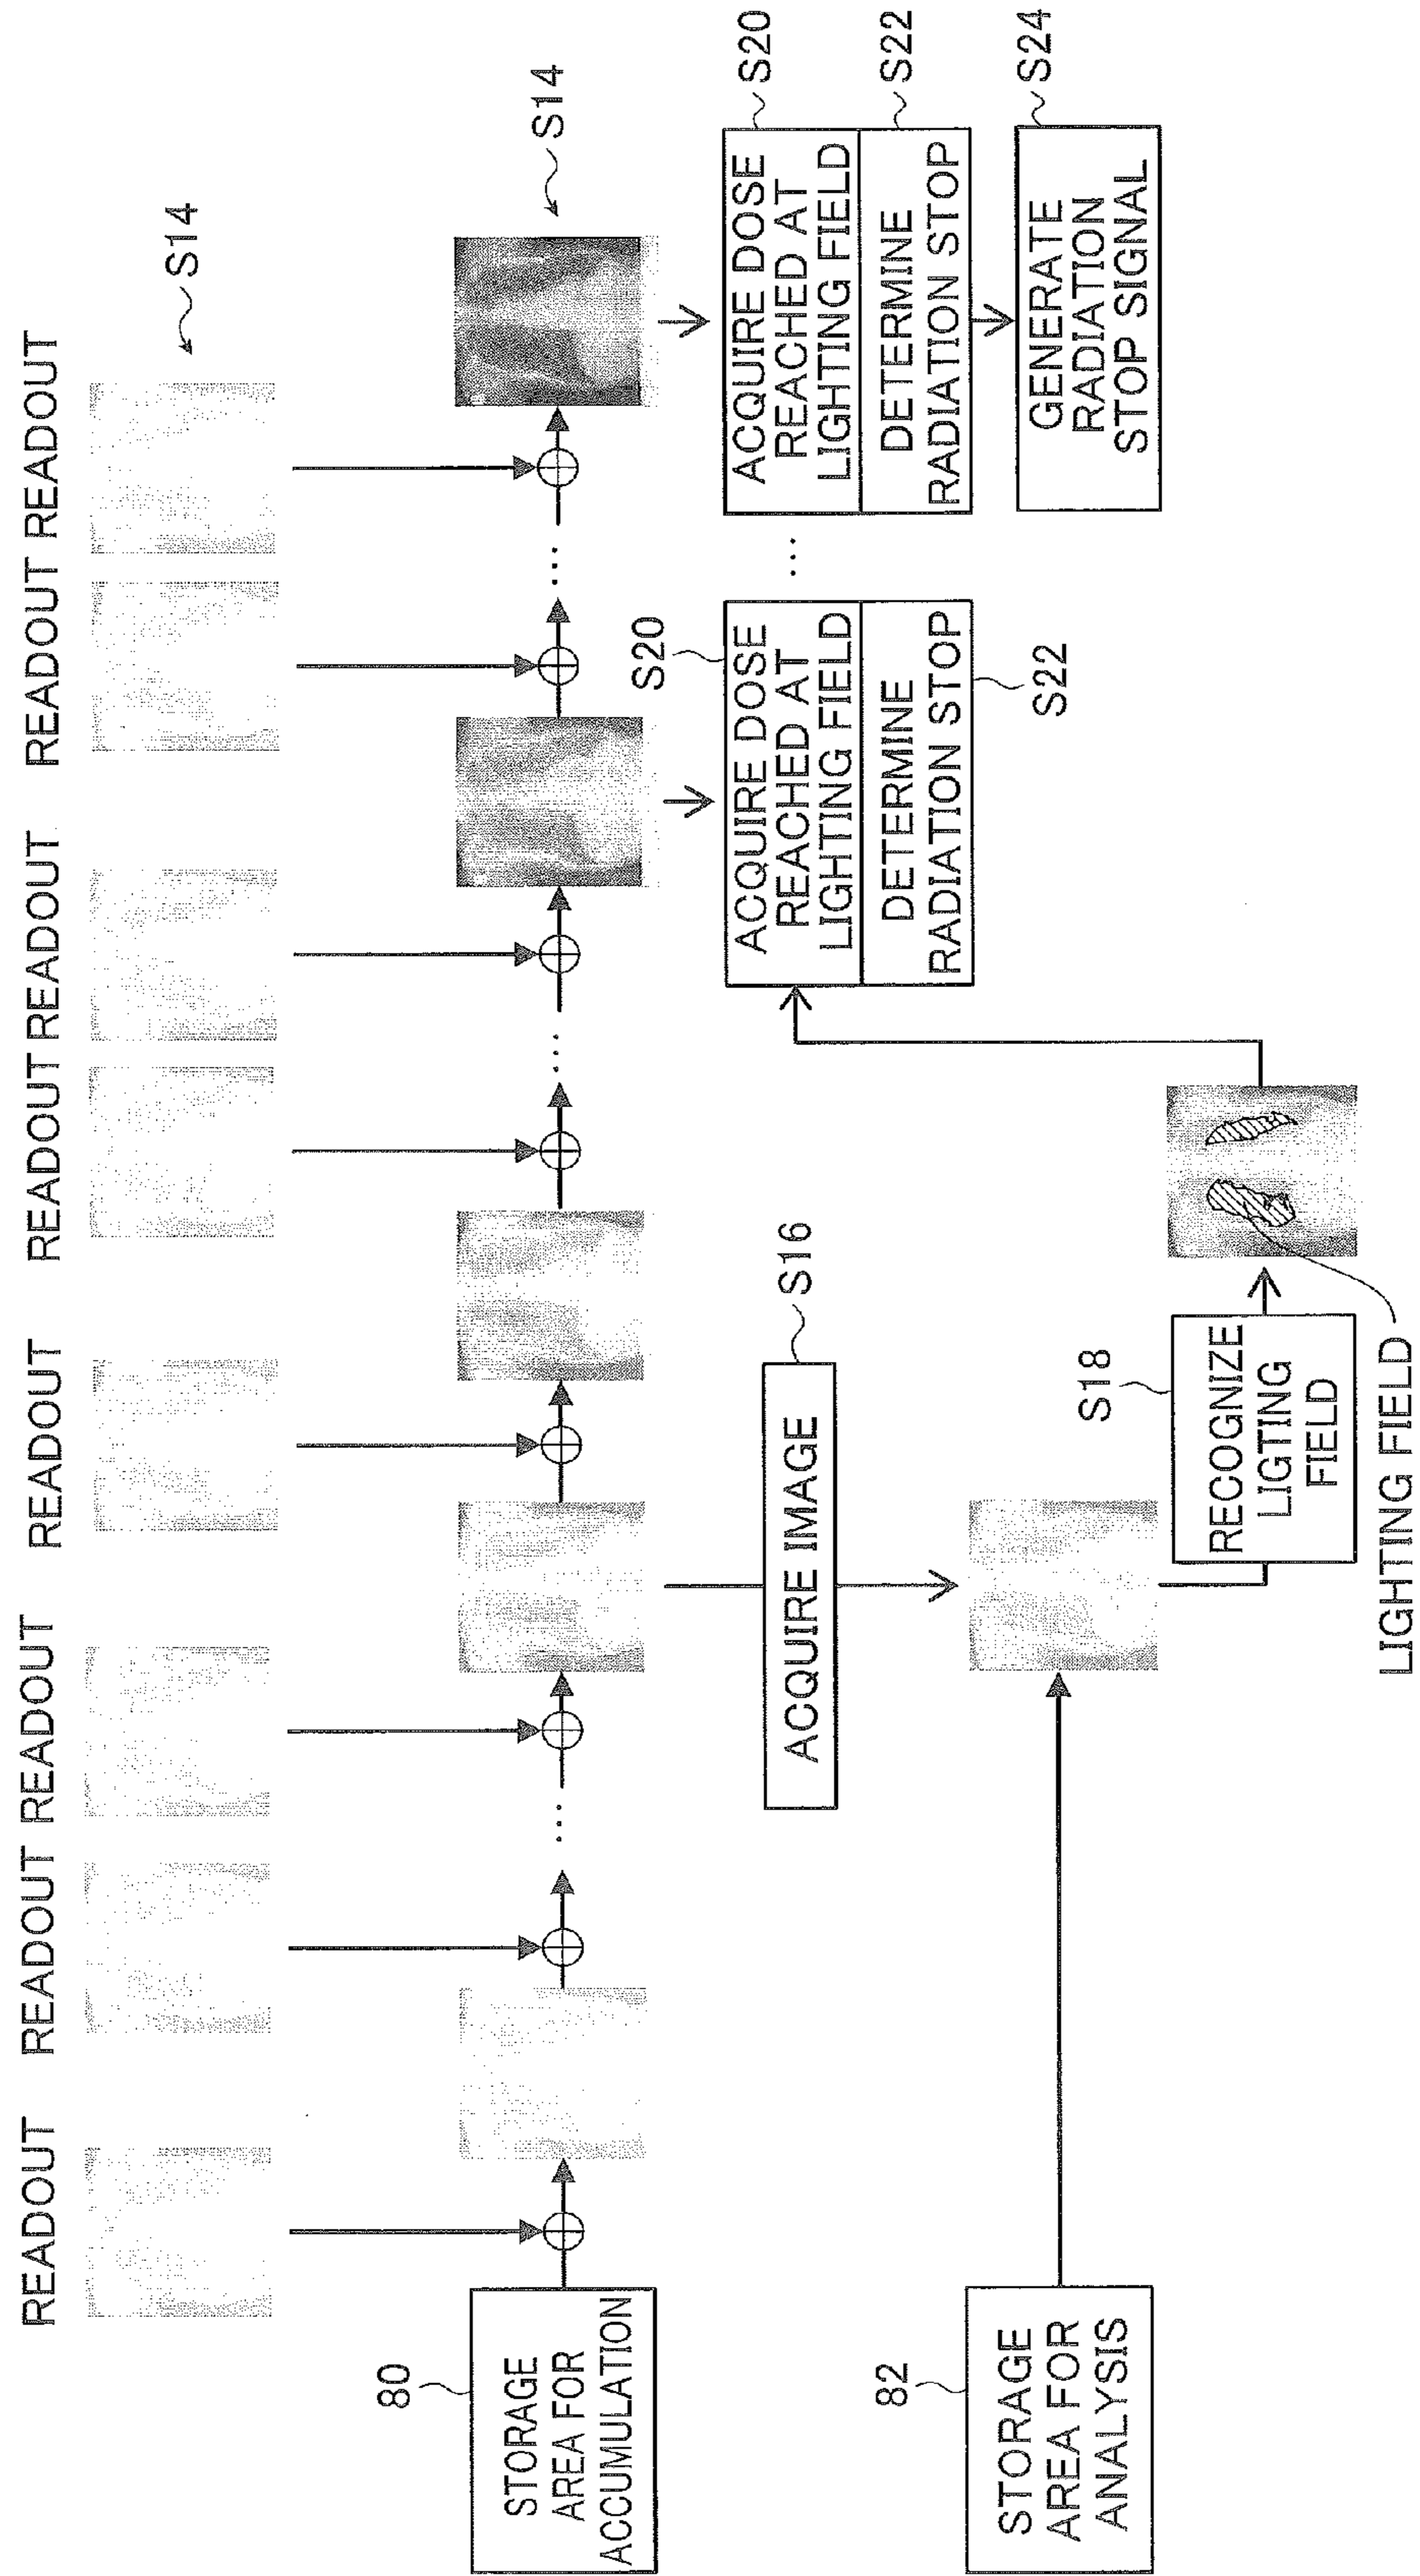 READOUT
READOUT
READOUT
READOUT
READOUT
READOUT
READOUT
READOUT
S14
S14
80
STORAGE
AREA FOR
ACCUMULATION
ACQUIRE IMAGE
S16
S20
ACQUIRE DOSE
REACHED AT
LIGHTING FIELD
DETERMINE
RADIATION STOP
S22
...
ACQUIRE DOSE
REACHED AT
LIGHTING FIELD
S20
DETERMINE
RADIATION STOP
S22
GENERATE
RADIATION
STOP SIGNAL
S24
82
STORAGE
AREA FOR
ANALYSIS
S18
RECOGNIZE
LIGTING
FIELD
LIGHTING FIELD